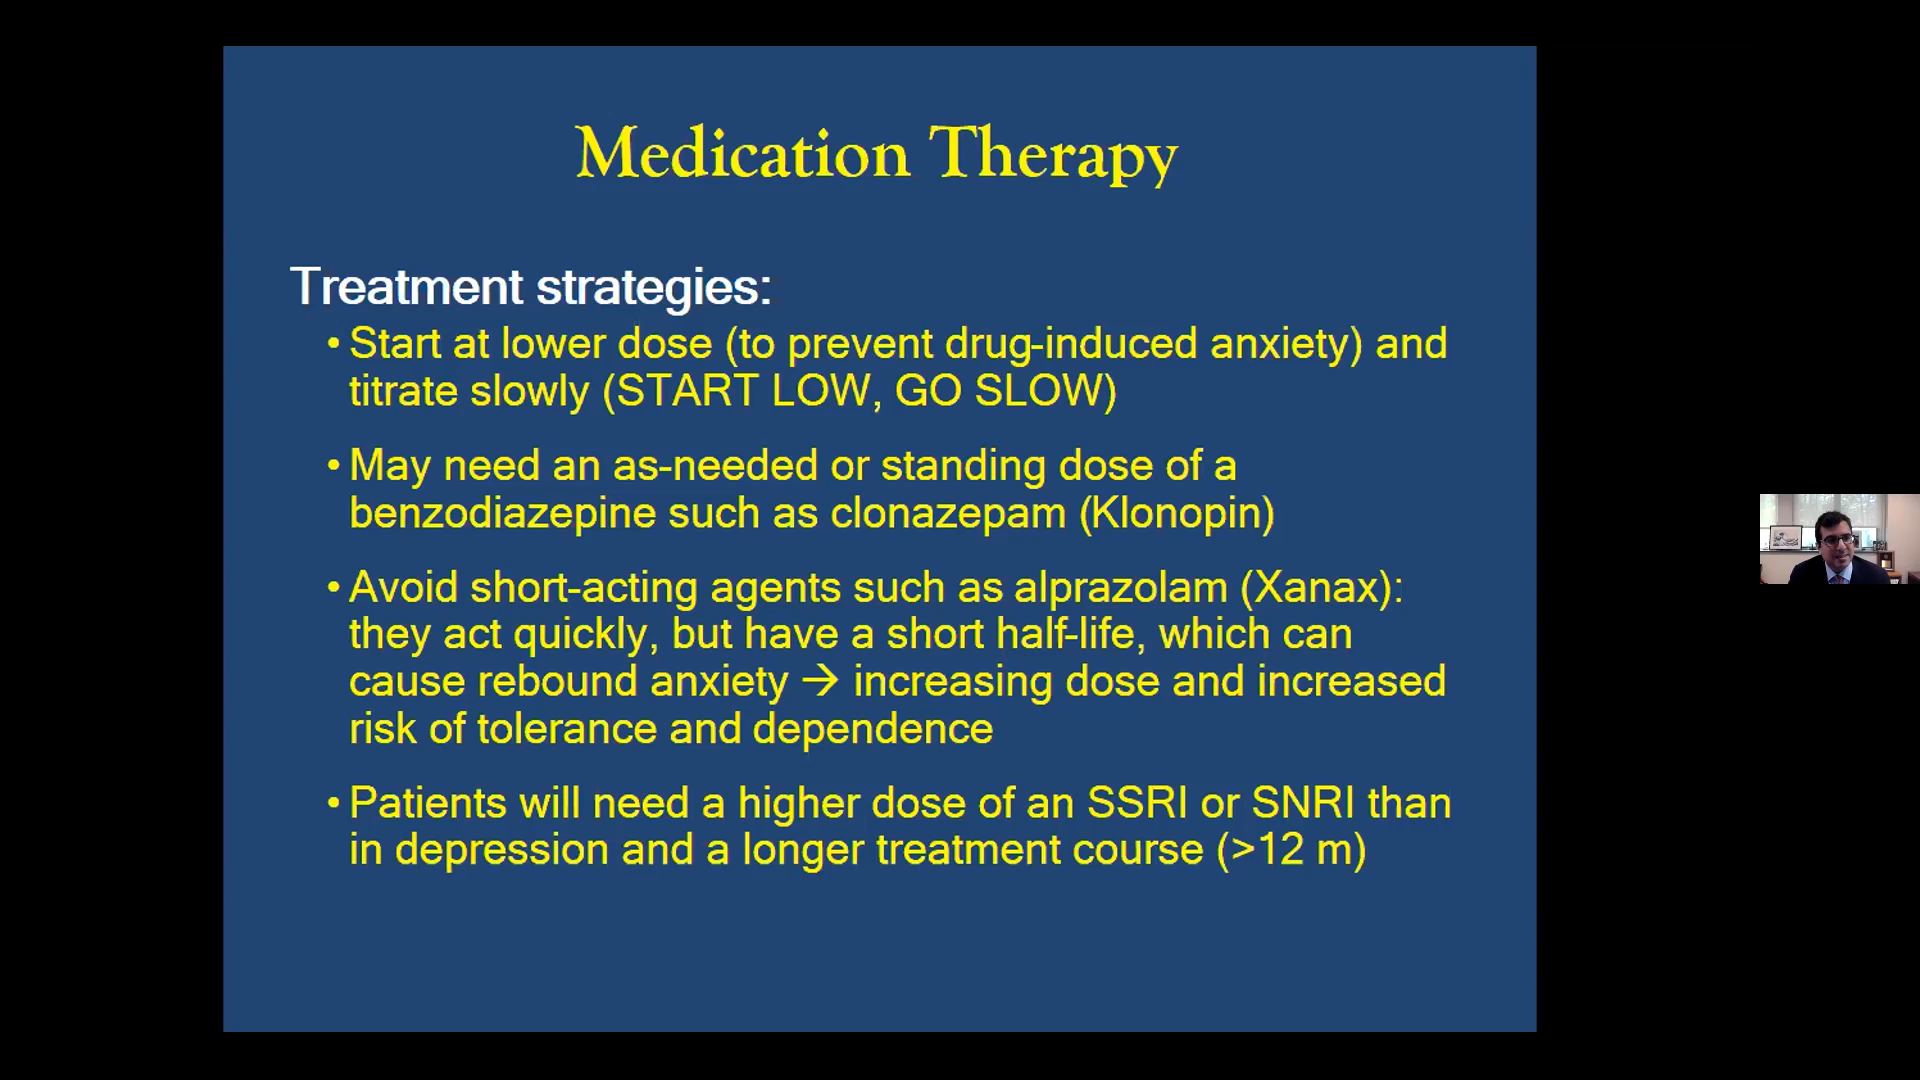 Medication Therapy
Treatment strategies:
• Start at lower dose (to prevent drug-induced anxiety) and
titrate slowly (START LOW, GO SLOW)
• May need an as-needed or standing dose of a
benzodiazepine such as clonazepam (Klonopin)
• Avoid short-acting agents such as alprazolam (Xanax):
they act quickly, but have a short half-life, which can
cause rebound anxiety → increasing dose and increased
risk of tolerance and dependence
• Patients will need a higher dose of an SSRI or SNRI than
in depression and a longer treatment course (>12 m)